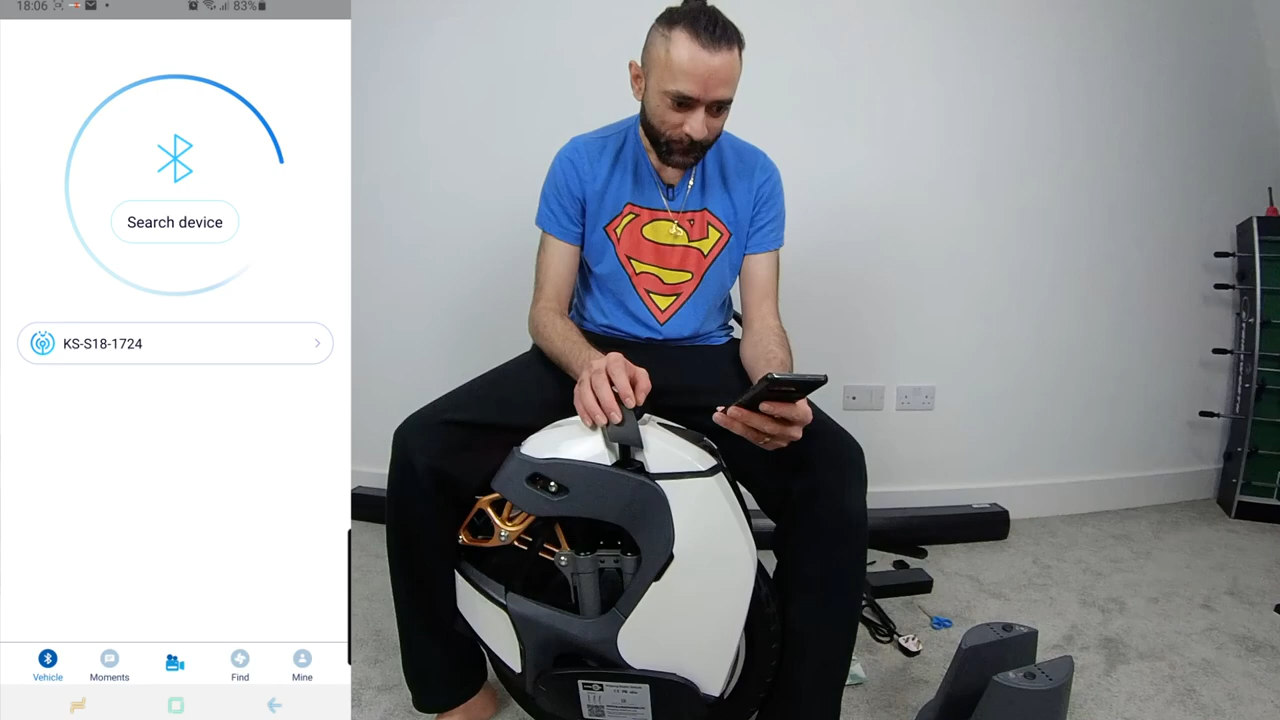 18:06
83%
Search device
KS-S18-1724
Vehicle
Moments
Find
Mine
S